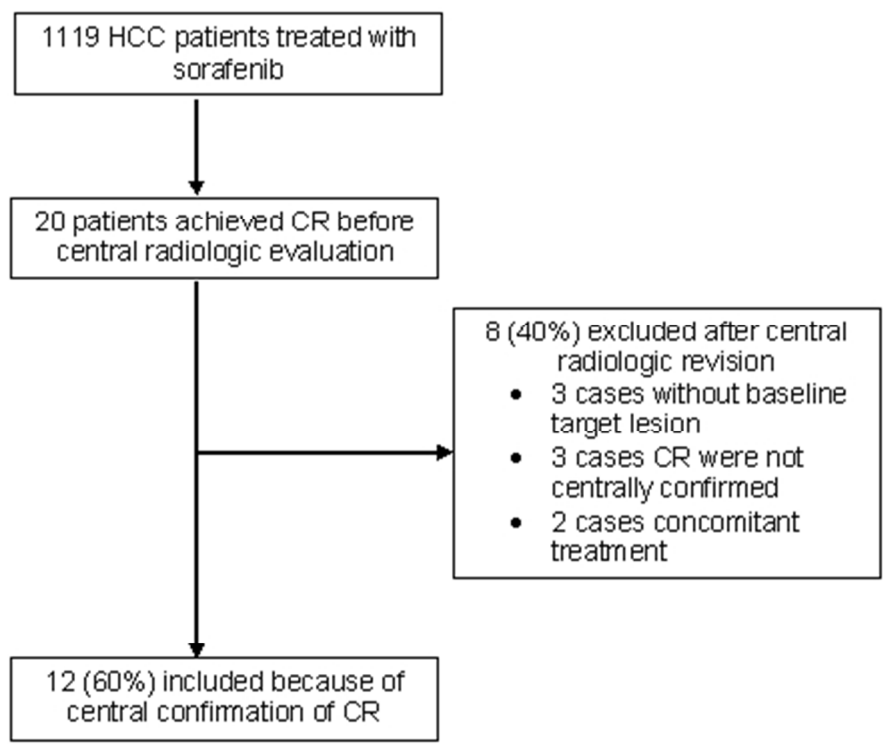 1119 HCC patients treated with
sorafenib
20 patients achieved CR before
central radiologic evaluation
8 (40%) excluded after central
radiologic revision
• 3 cases without baseline
target lesion
• 3 cases CR were not
centrally confirmed
• 2 cases concomitant
treatment
12 (60%) included because of
central confirmation of CR